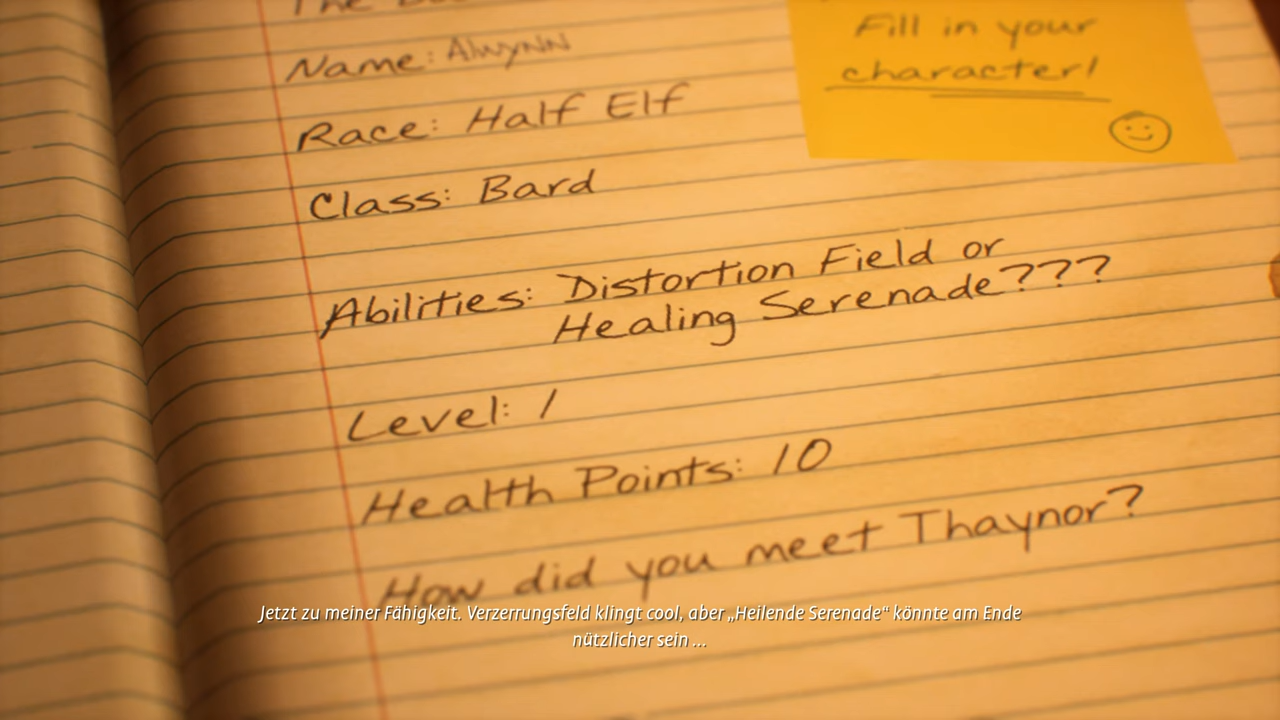 The
Name: Alwynn
Fill in your
character!
Race: Half Elf
Class: Bard
Abilities: Distortion Field or
Healing Serenade???
Level: 1
Health Points: 10
How did you meet Thaynor?
Jetzt zu meiner Fähigkeit. Verzerrungsfeld klingt cool, aber „Heilende Serenade“ könnte am Ende
nützlicher sein ...